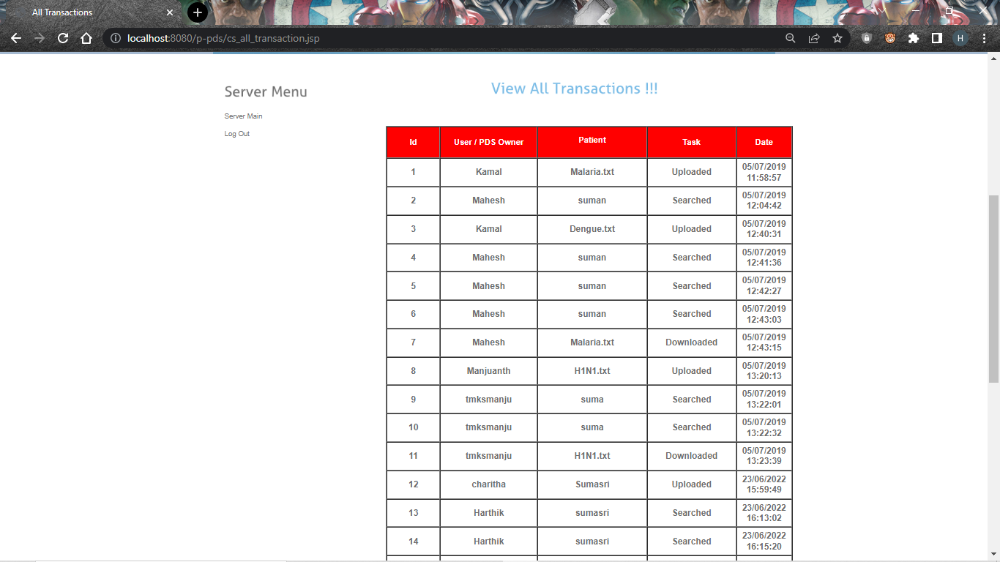 All Transactions
localhost:8080/p-pds/cs_all_transaction.jsp
H
Server Menu
Server Main
Log Out
View All Transactions !!!
Id User / PDS Owner Patient Task Date
1 Kamal Malaria.txt Uploaded 05/07/2019
11:58:57
2 Mahesh suman Searched 05/07/2019
12:04:42
3 Kamal Dengue.txt Uploaded 05/07/2019
12:40:31
4 Mahesh suman Searched 05/07/2019
12:41:36
5 Mahesh suman Searched 05/07/2019
12:42:27
6 Mahesh suman Searched 05/07/2019
12:43:03
7 Mahesh Malaria.txt Downloaded 05/07/2019
12:43:15
8 Manjuanth H1N1.txt Uploaded 05/07/2019
13:20:13
9 tmksmanju suma Searched 05/07/2019
13:22:01
10 tmksmanju suma Searched 05/07/2019
13:22:32
11 tmksmanju H1N1.txt Downloaded 05/07/2019
13:23:39
12 charitha Sumasri Uploaded 23/06/2022
15:59:49
13 Harthik sumasri Searched 23/06/2022
16:13:02
14 Harthik sumasri Searched 23/06/2022
16:15:20